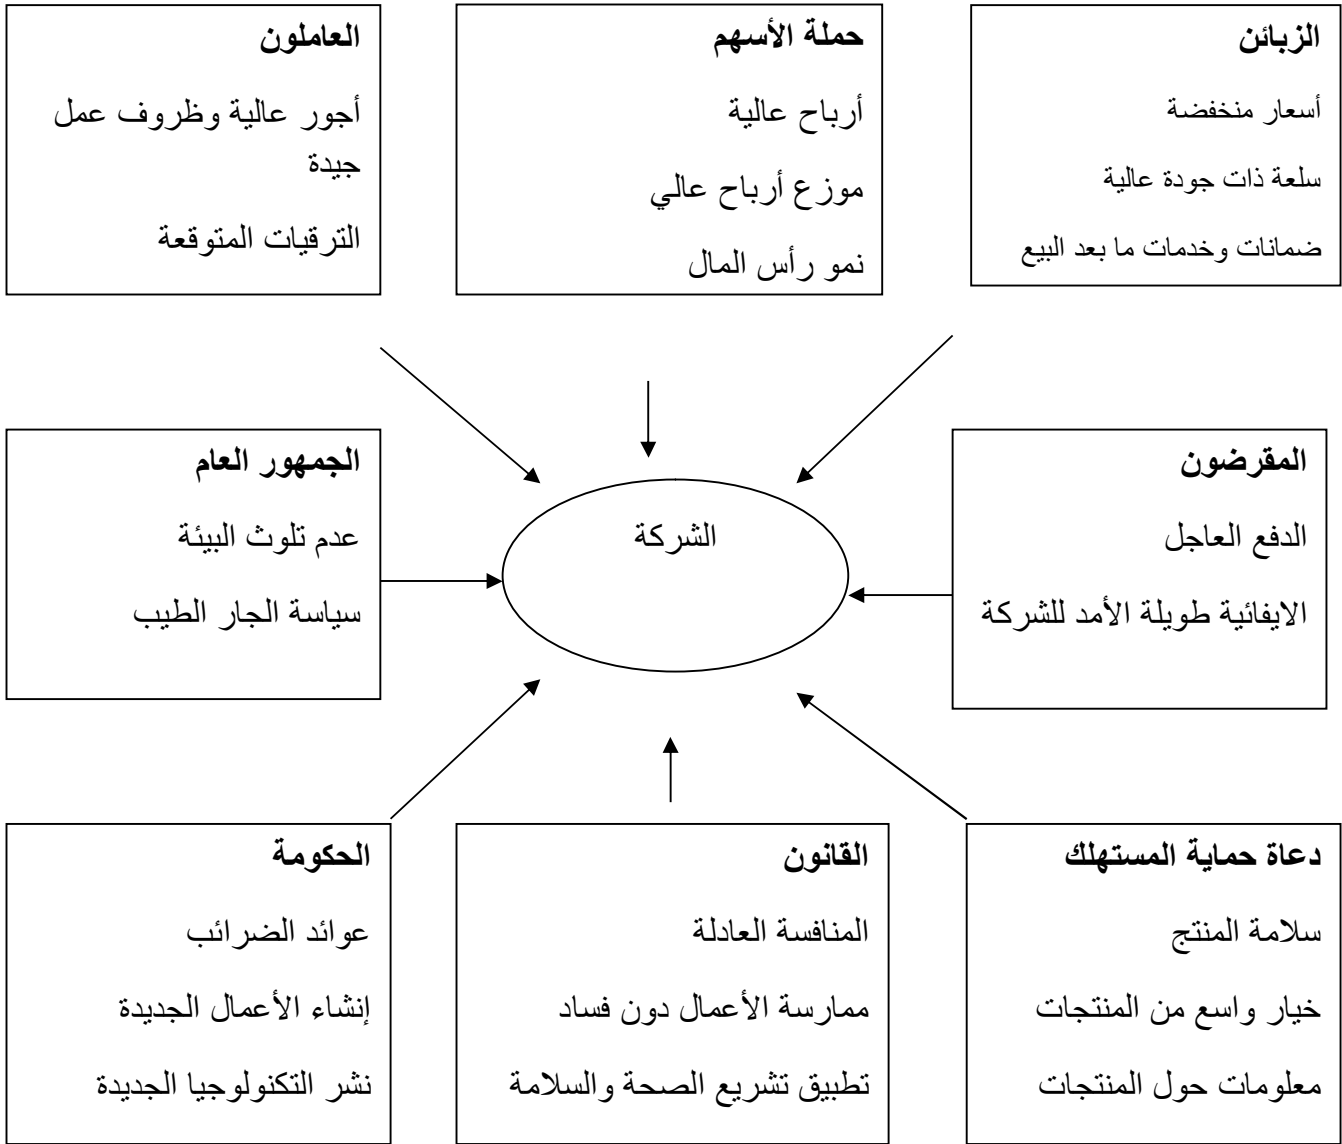 الزبائن
أسعار منخفضة
سلعة ذات جودة عالية
ضمانات وخدمات ما بعد البيع
حملة الأسهم
أرباح عالية
موزع أرباح عالي
نمو رأس المال
العاملون
أجور عالية وظروف عمل
جيدة
الترقيات المتوقعة
المقرضون
الدفع العاجل
الايفائية طويلة الأمد للشركة
الشركة
الجمهور العام
عدم تلوث البيئة
سياسة الجار الطيب
دعاة حماية المستهلك
سلامة المنتج
خيار واسع من المنتجات
معلومات حول المنتجات
القانون
المنافسة العادلة
ممارسة الأعمال دون فساد
تطبيق تشريع الصحة والسلامة
الحكومة
عوائد الضرائب
إنشاء الأعمال الجديدة
نشر التكنولوجيا الجديدة